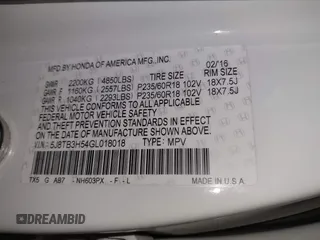 MFD.BY HONDA OF AMERICA MFG.,INC. 02/16
GVWR 2200KG (4850LBS) TIRE SIZE RIM SIZE
GAWR F 1160KG (2557LBS) P235/60R18 102V 18X7.5J
GAWR R 1040KG (2293LBS) P235/60R18 102V 18X7.5J
THIS VEHICLE CONFORMS TO ALL APPLICABLE
FEDERAL MOTOR VEHICLE SAFETY, BUMPER, AND
THEFT PREVENTION STANDARDS IN EFFECT ON THE
DATE OF MANUFACTURE SHOWN ABOVE.
V.I.N.: 5J8TB3H54GL018018 TYPE: MPV
TX5 G AB7 - NH603PX - F - L MADE IN U.S.A.
© DREAMBID